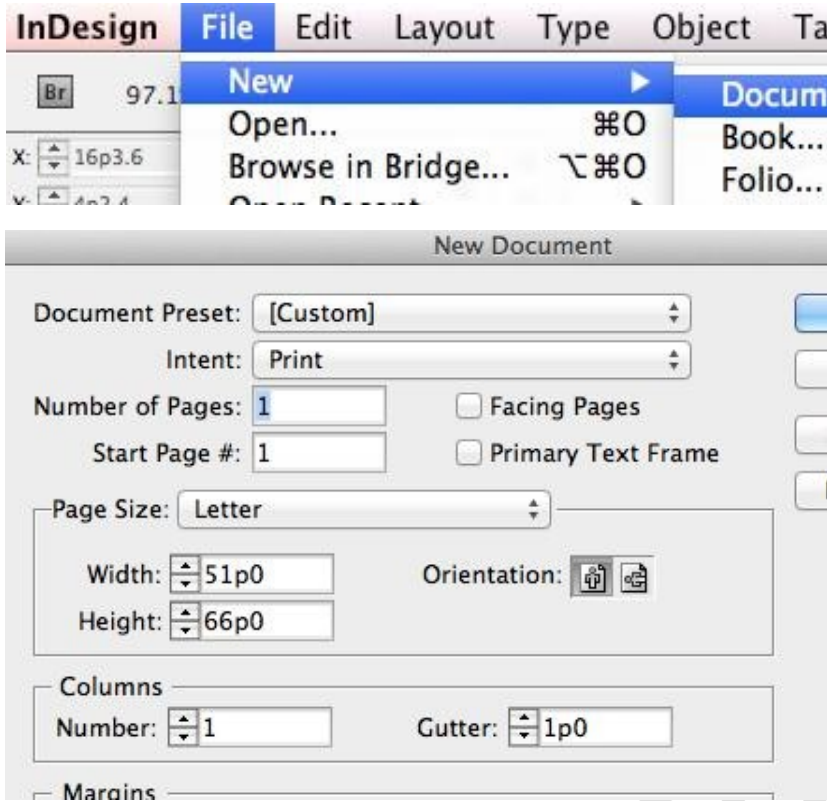 InDesign File Edit Layout Type Object
Br 97.1 New
Open... ⌘O Book...
Browse in Bridge... ⌥⌘O Folio...
X: 16p3.6
New Document
Document Preset: [Custom]
Intent: Print
Number of Pages: 1 Facing Pages
Start Page #: 1 Primary Text Frame
Page Size: Letter
Width: 51p0 Orientation:
Height: 66p0
Columns
Number: 1 Gutter: 1p0
Margins